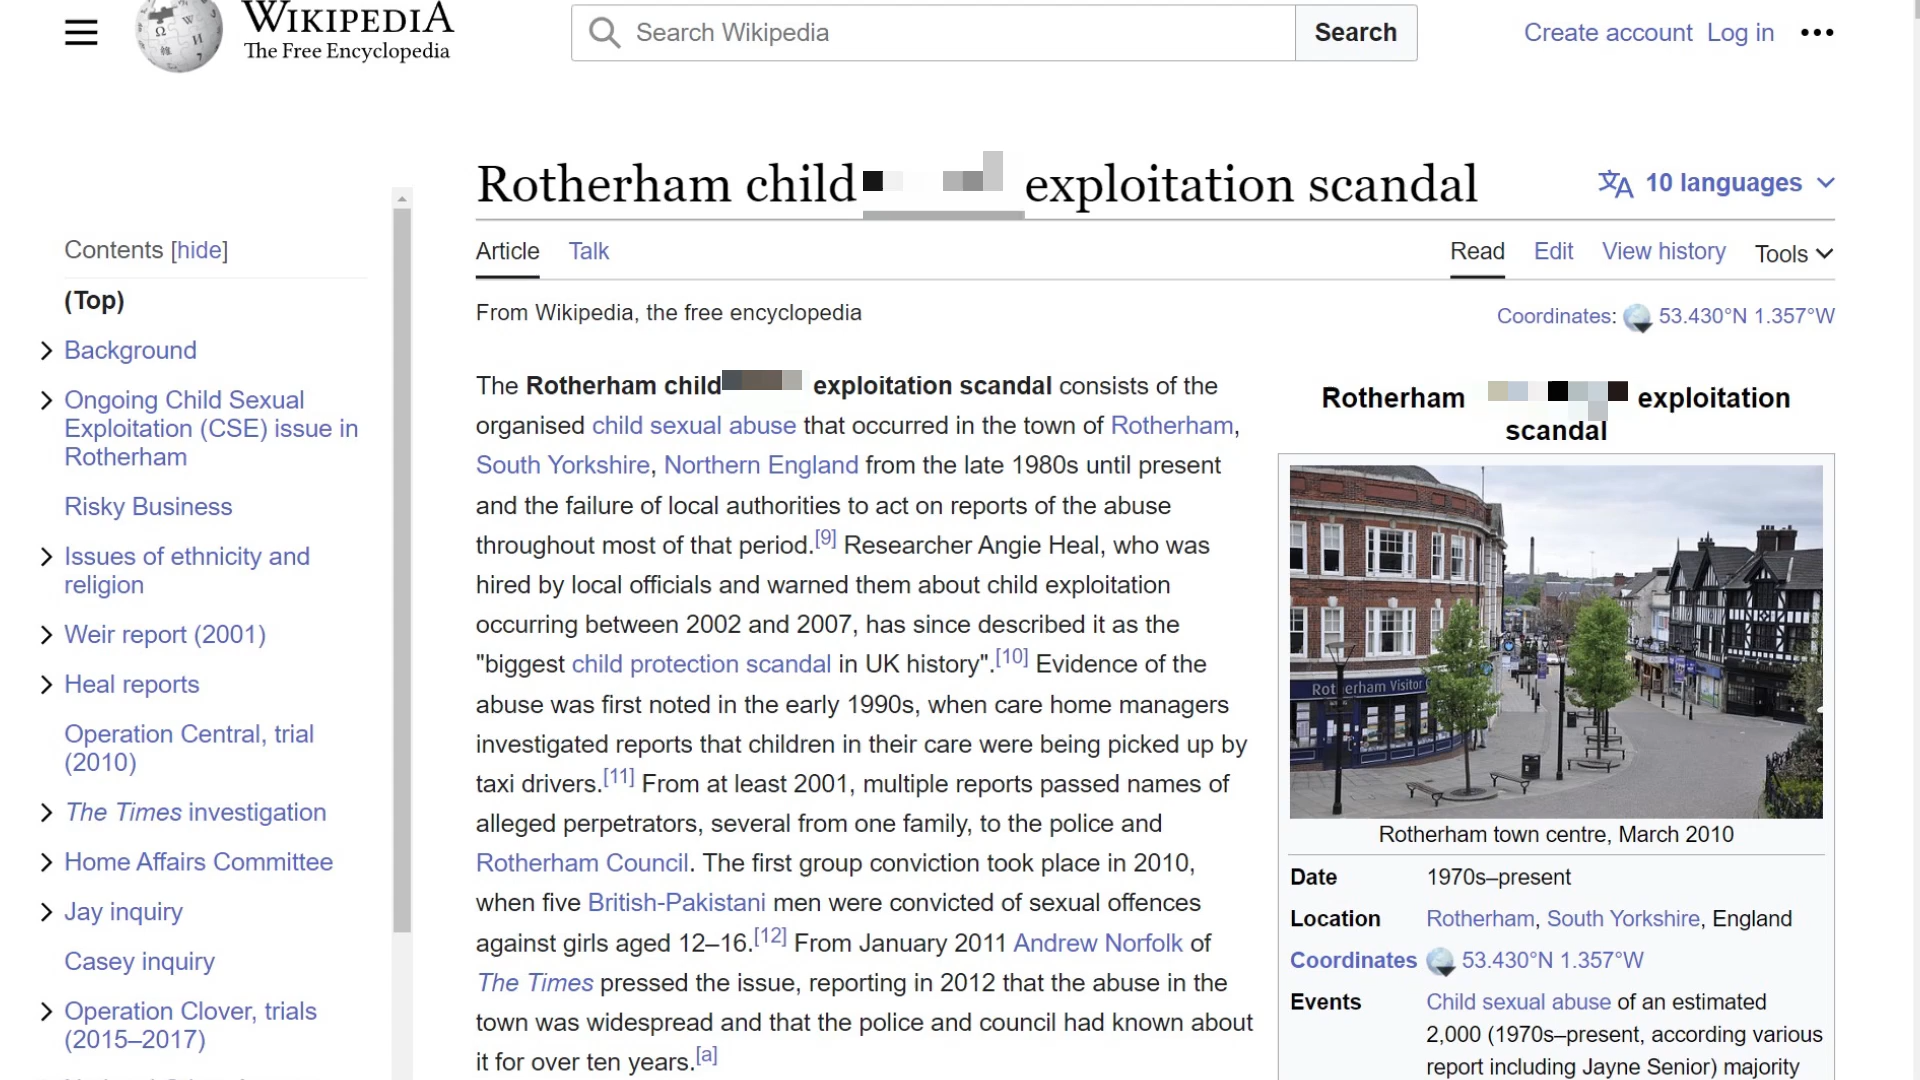 WIKIPEDIA
The Free Encyclopedia
Search Wikipedia
Search
Create account Log in
Rotherham child exploitation scandal
10 languages
Article Talk
Read Edit View history Tools
From Wikipedia, the free encyclopedia
Coordinates: 53.430°N 1.357°W
Contents [hide]
(Top)
Background
Ongoing Child Sexual
Exploitation (CSE) issue in
Rotherham
Risky Business
Issues of ethnicity and
religion
Weir report (2001)
Heal reports
Operation Central, trial
(2010)
The Times investigation
Home Affairs Committee
Jay inquiry
Casey inquiry
Operation Clover, trials
(2015–2017)
The Rotherham child exploitation scandal consists of the
organised child sexual abuse that occurred in the town of Rotherham,
South Yorkshire, Northern England from the late 1980s until present
and the failure of local authorities to act on reports of the abuse
throughout most of that period.[9] Researcher Angie Heal, who was
hired by local officials and warned them about child exploitation
occurring between 2002 and 2007, has since described it as the
"biggest child protection scandal in UK history".[10] Evidence of the
abuse was first noted in the early 1990s, when care home managers
investigated reports that children in their care were being picked up by
taxi drivers.[11] From at least 2001, multiple reports passed names of
alleged perpetrators, several from one family, to the police and
Rotherham Council. The first group conviction took place in 2010,
when five British-Pakistani men were convicted of sexual offences
against girls aged 12–16.[12] From January 2011 Andrew Norfolk of
The Times pressed the issue, reporting in 2012 that the abuse in the
town was widespread and that the police and council had known about
it for over ten years.[a]
Rotherham exploitation
scandal
Rotherham Visitor
Rotherham town centre, March 2010
Date 1970s–present
Location Rotherham, South Yorkshire, England
Coordinates 53.430°N 1.357°W
Events Child sexual abuse of an estimated
2,000 (1970s–present, according various
report including Jayne Senior) majority